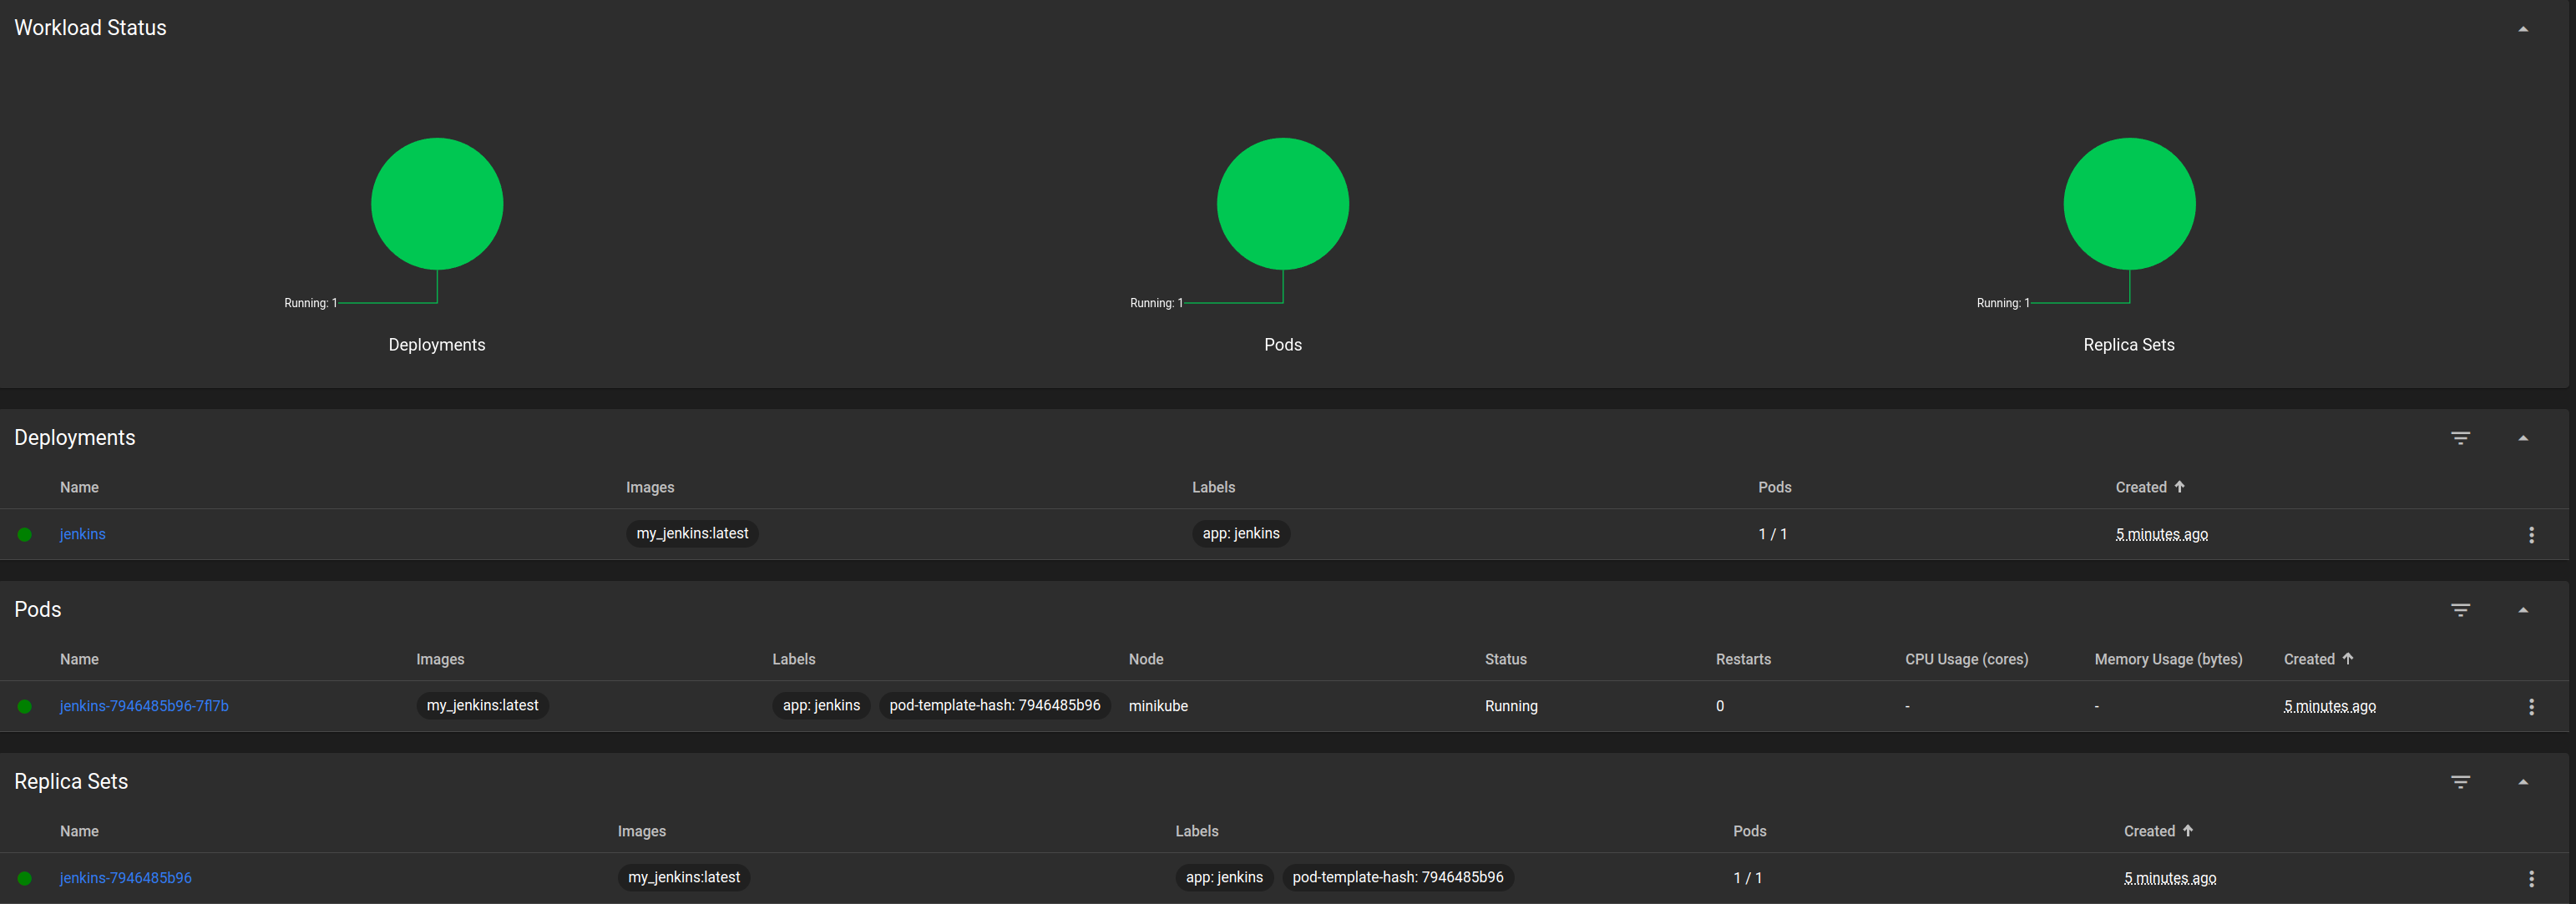 Workload Status
Running: 1 Running: 1 Running: 1
Deployments Pods Replica Sets
Deployments
Name Images Labels Pods Created
jenkins my_jenkins:latest app: jenkins 1 / 1 5 minutes ago
Pods
Name Images Labels Node Status Restarts CPU Usage (cores) Memory Usage (bytes) Created
jenkins-7946485b96-7fl7b my_jenkins:latest app: jenkins pod-template-hash: 7946485b96 minikube Running 0 - - 5 minutes ago
Replica Sets
Name Images Labels Pods Created
jenkins-7946485b96 my_jenkins:latest app: jenkins pod-template-hash: 7946485b96 1 / 1 5 minutes ago